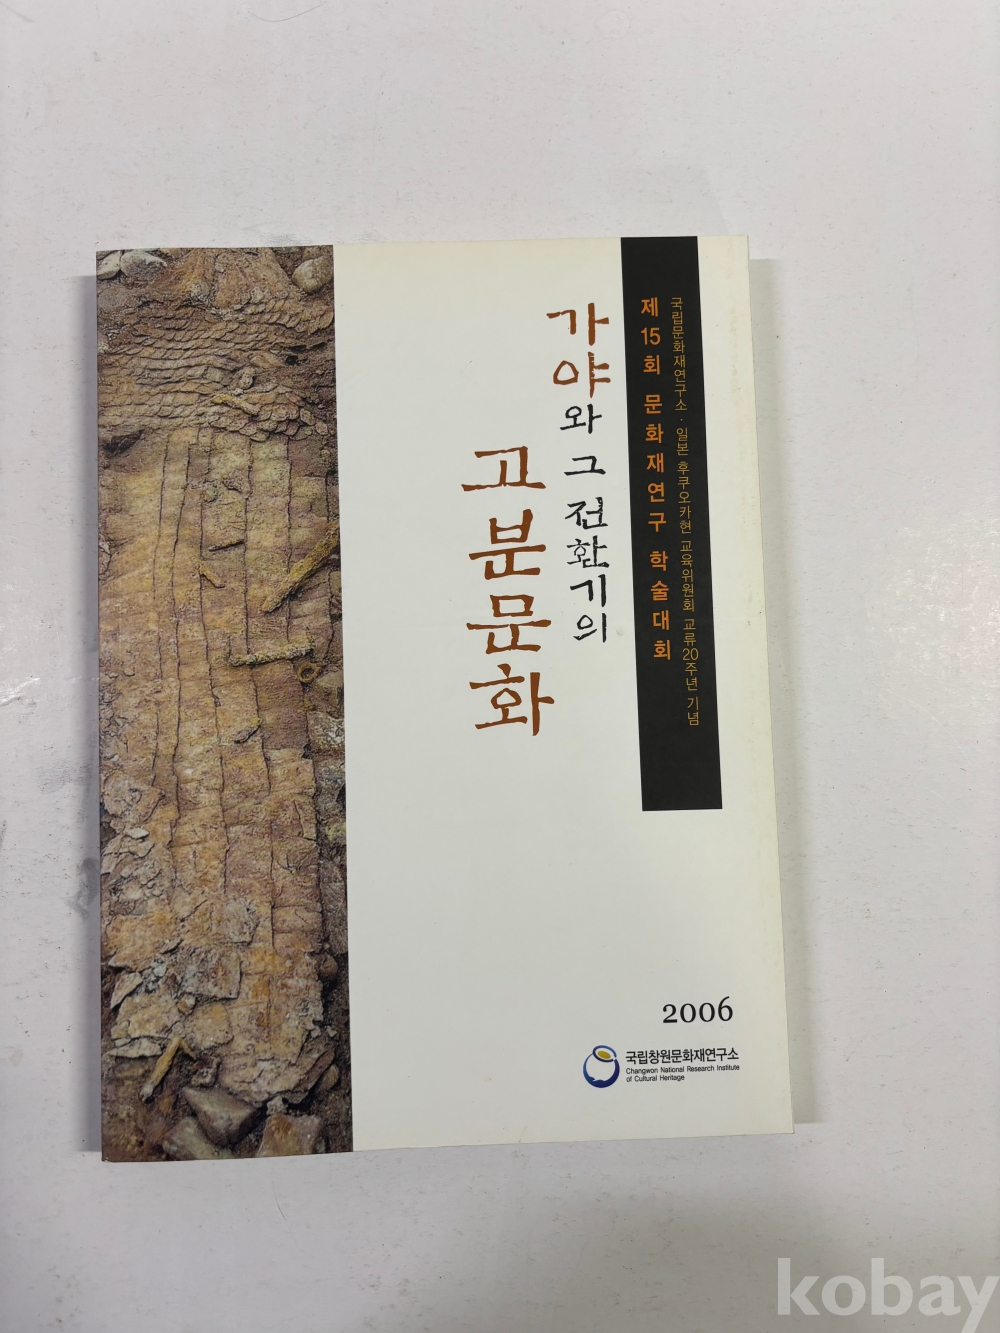 국립문화재연구소 · 일본 후쿠오카현 교육위원회 교류20주년 기념
제15회 문화재연구 학술대회
가야와 그 전환기의
고분문화
2006
국립창원문화재연구소
Changwon National Research Institute
of Cultural Heritage
kobay